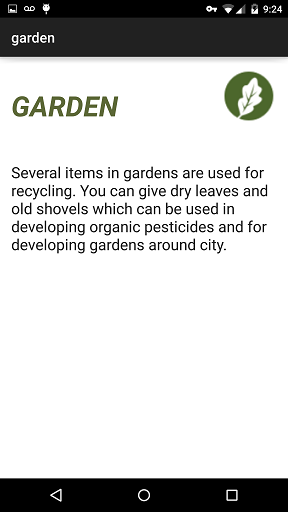 9:24
garden
GARDEN
Several items in gardens are used for
recycling. You can give dry leaves and
old shovels which can be used in
developing organic pesticides and for
developing gardens around city.